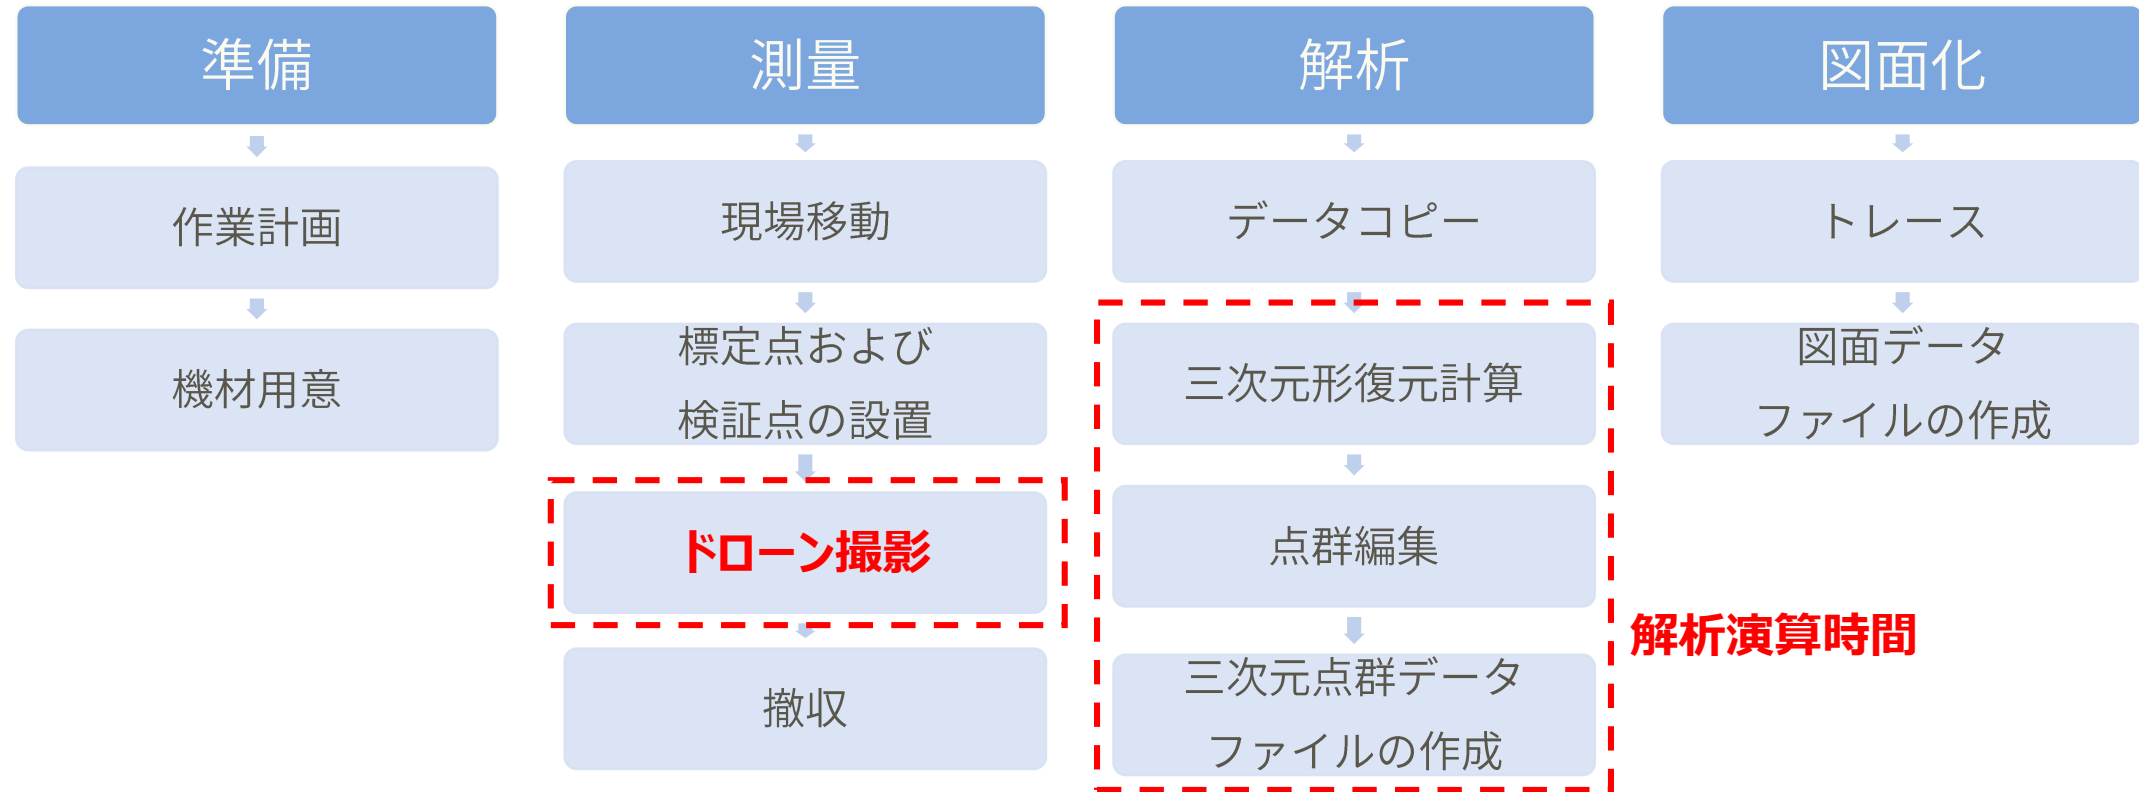 準備
作業計画
機材用意
測量
現場移動
標定点および
検証点の設置
ドローン撮影
撤収
解析
データコピー
三次元形復元計算
点群編集
三次元点群データ
ファイルの作成
解析演算時間
図面化
トレース
図面データ
ファイルの作成